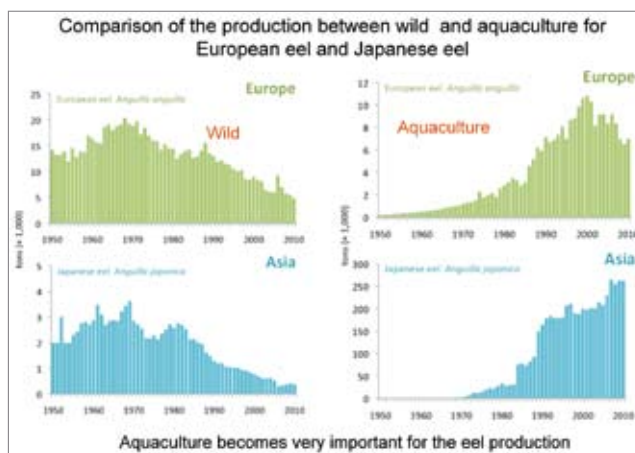 Comparison of the production between wild and aquaculture for
European eel and Japanese eel
Europe
European eel Anguilla anguilla
Wild
25
20
15
10
5
0
1950 1960 1970 1980 1990 2000 2010
Europe
European eel Anguilla anguilla
Aquaculture
12
10
8
6
4
2
0
1950 1960 1970 1980 1990 2000 2010
tons (× 1,000)
tons (× 1,000)
Asia
Japanese eel Anguilla japonica
5
4
3
2
1
0
1950 1960 1970 1980 1990 2000 2010
Asia
Japanese eel Anguilla japonica
300
250
200
150
100
50
0
1950 1960 1970 1980 1990 2000 2010
Aquaculture becomes very important for the eel production